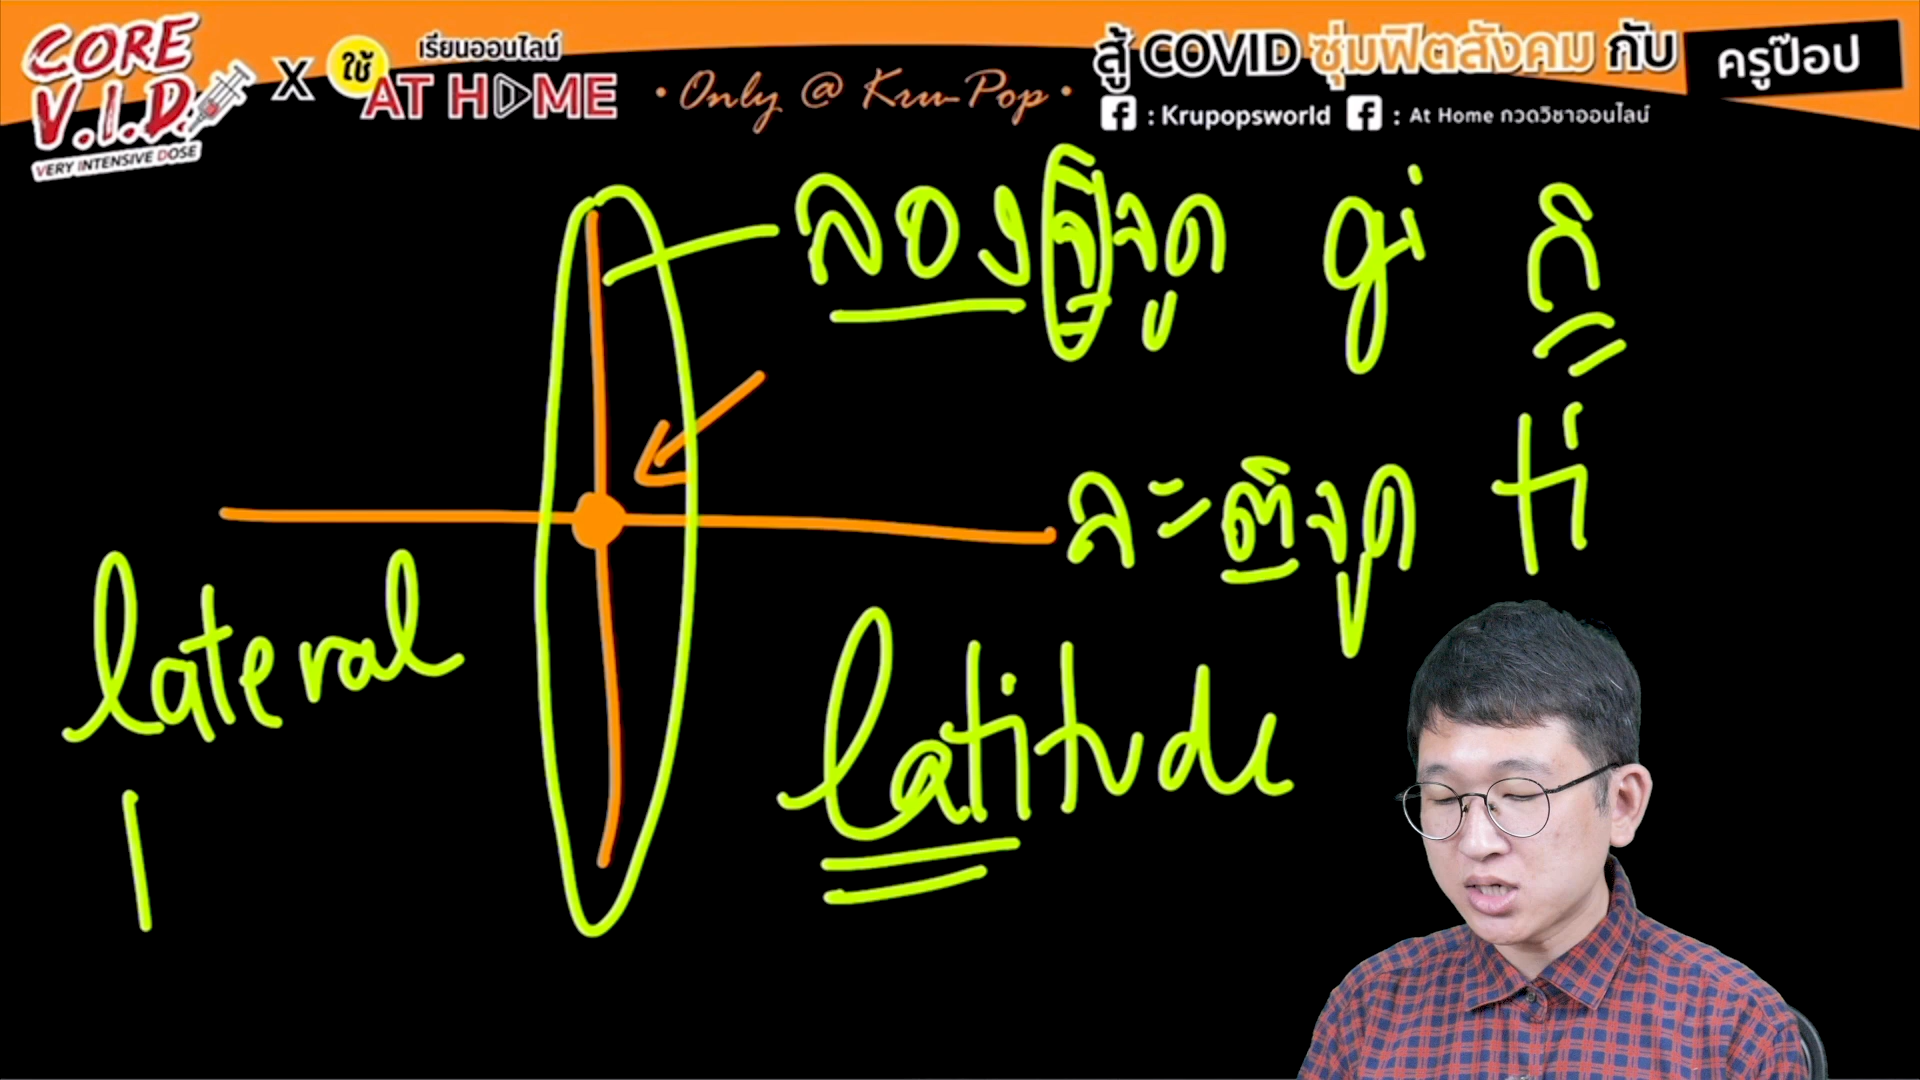 CORE
V.I.D.
VERY INTENSIVE DOSE
X
ใช้
เรียนออนไลน์
AT HOME
• Only @ Kru-Pop •
สู้ COVID ซุ่มฟิตสังคม กับ ครูป๊อป
: Krupopsworld : At Home กวดวิชาออนไลน์
ลองจิจูด gi กิ
ละติจูด ti
lateral
latitude